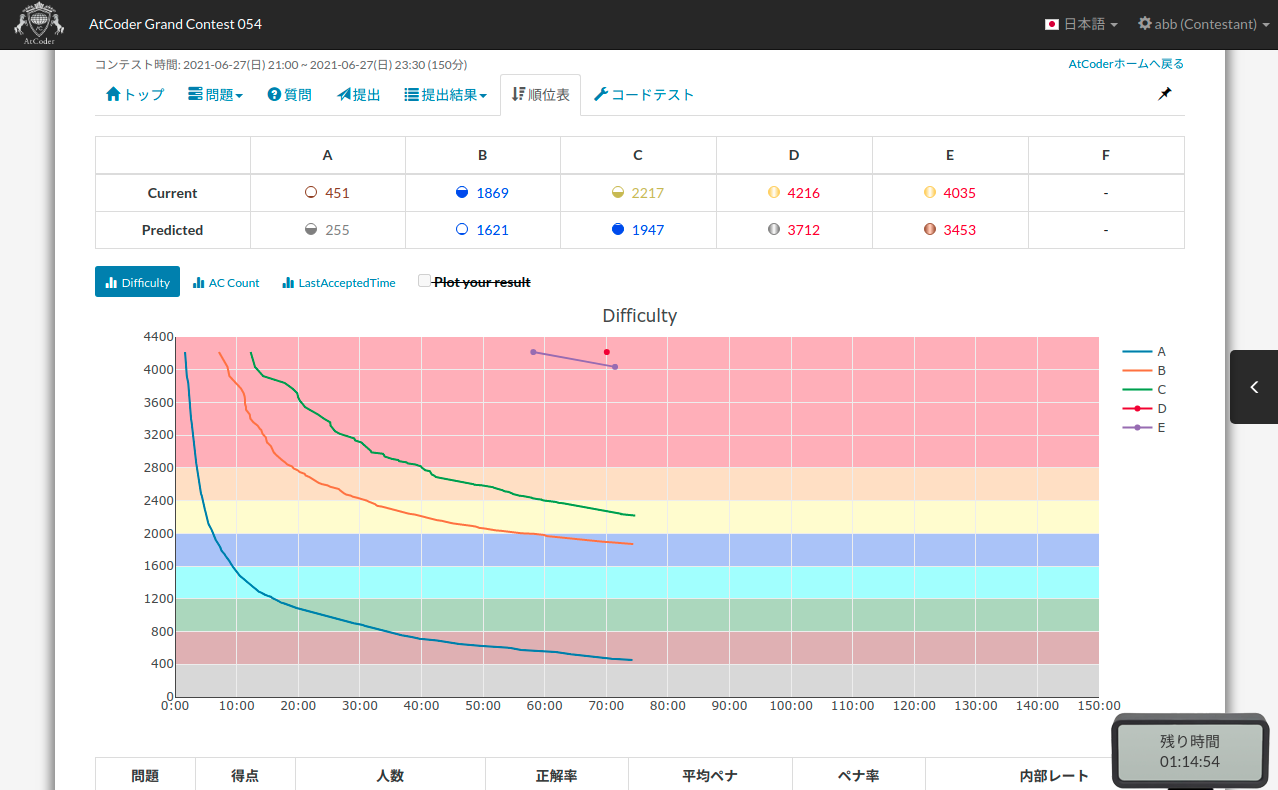 AtCoder
AtCoder Grand Contest 054
日本語
abb (Contestant)
コンテスト時間: 2021-06-27(日) 21:00 ~ 2021-06-27(日) 23:30 (150分)
AtCoderホームへ戻る
トップ 問題 質問 提出 提出結果 順位表 コードテスト
A B C D E F
Current 451 1869 2217 4216 4035 -
Predicted 255 1621 1947 3712 3453 -
Difficulty AC Count LastAcceptedTime Plot your result
Difficulty
4400
4000
3600
3200
2800
2400
2000
1600
1200
800
400
0
A
B
C
D
E
0:00 10:00 20:00 30:00 40:00 50:00 60:00 70:00 80:00 90:00 100:00 110:00 120:00 130:00 140:00 150:00
残り時間
01:14:54
問題 得点 人数 正解率 平均ペナ ペナ率 内部レート